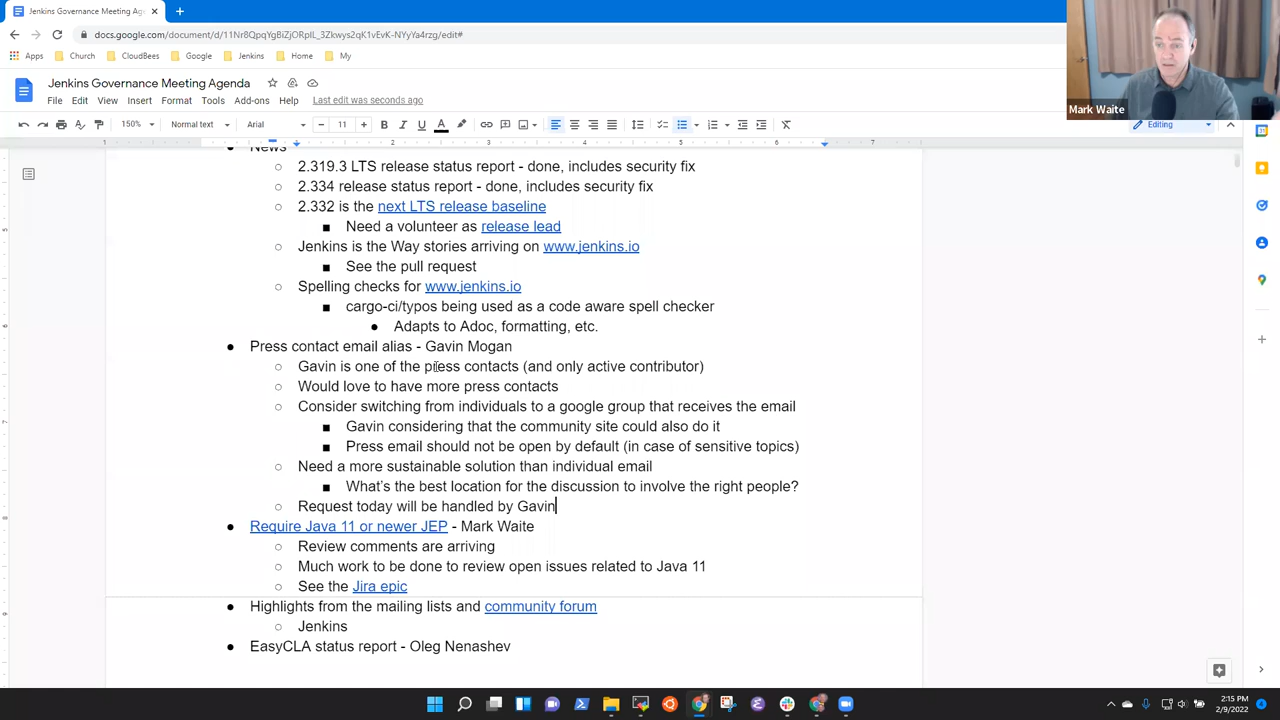 Jenkins Governance Meeting Agen
docs.google.com/document/d/11Nr8QpqYgBiZjORpIL_3Zkwys2qK1vEvK-NYyYa4rzg/edit#
Apps Church CloudBees Google Jenkins Home My
Jenkins Governance Meeting Agenda
File Edit View Insert Format Tools Add-ons Help Last edit was seconds ago
150% Normal text Arial 11 Editing
Mark Waite
1 1 2 3 4 5 6 7
News
2.319.3 LTS release status report - done, includes security fix
2.334 release status report - done, includes security fix
2.332 is the next LTS release baseline
Need a volunteer as release lead
Jenkins is the Way stories arriving on www.jenkins.io
See the pull request
Spelling checks for www.jenkins.io
cargo-ci/typos being used as a code aware spell checker
Adapts to Adoc, formatting, etc.
Press contact email alias - Gavin Mogan
Gavin is one of the press contacts (and only active contributor)
Would love to have more press contacts
Consider switching from individuals to a google group that receives the email
Gavin considering that the community site could also do it
Press email should not be open by default (in case of sensitive topics)
Need a more sustainable solution than individual email
What's the best location for the discussion to involve the right people?
Request today will be handled by Gavin
Require Java 11 or newer JEP - Mark Waite
Review comments are arriving
Much work to be done to review open issues related to Java 11
See the Jira epic
Highlights from the mailing lists and community forum
Jenkins
EasyCLA status report - Oleg Nenashev
2:15 PM
2/9/2022